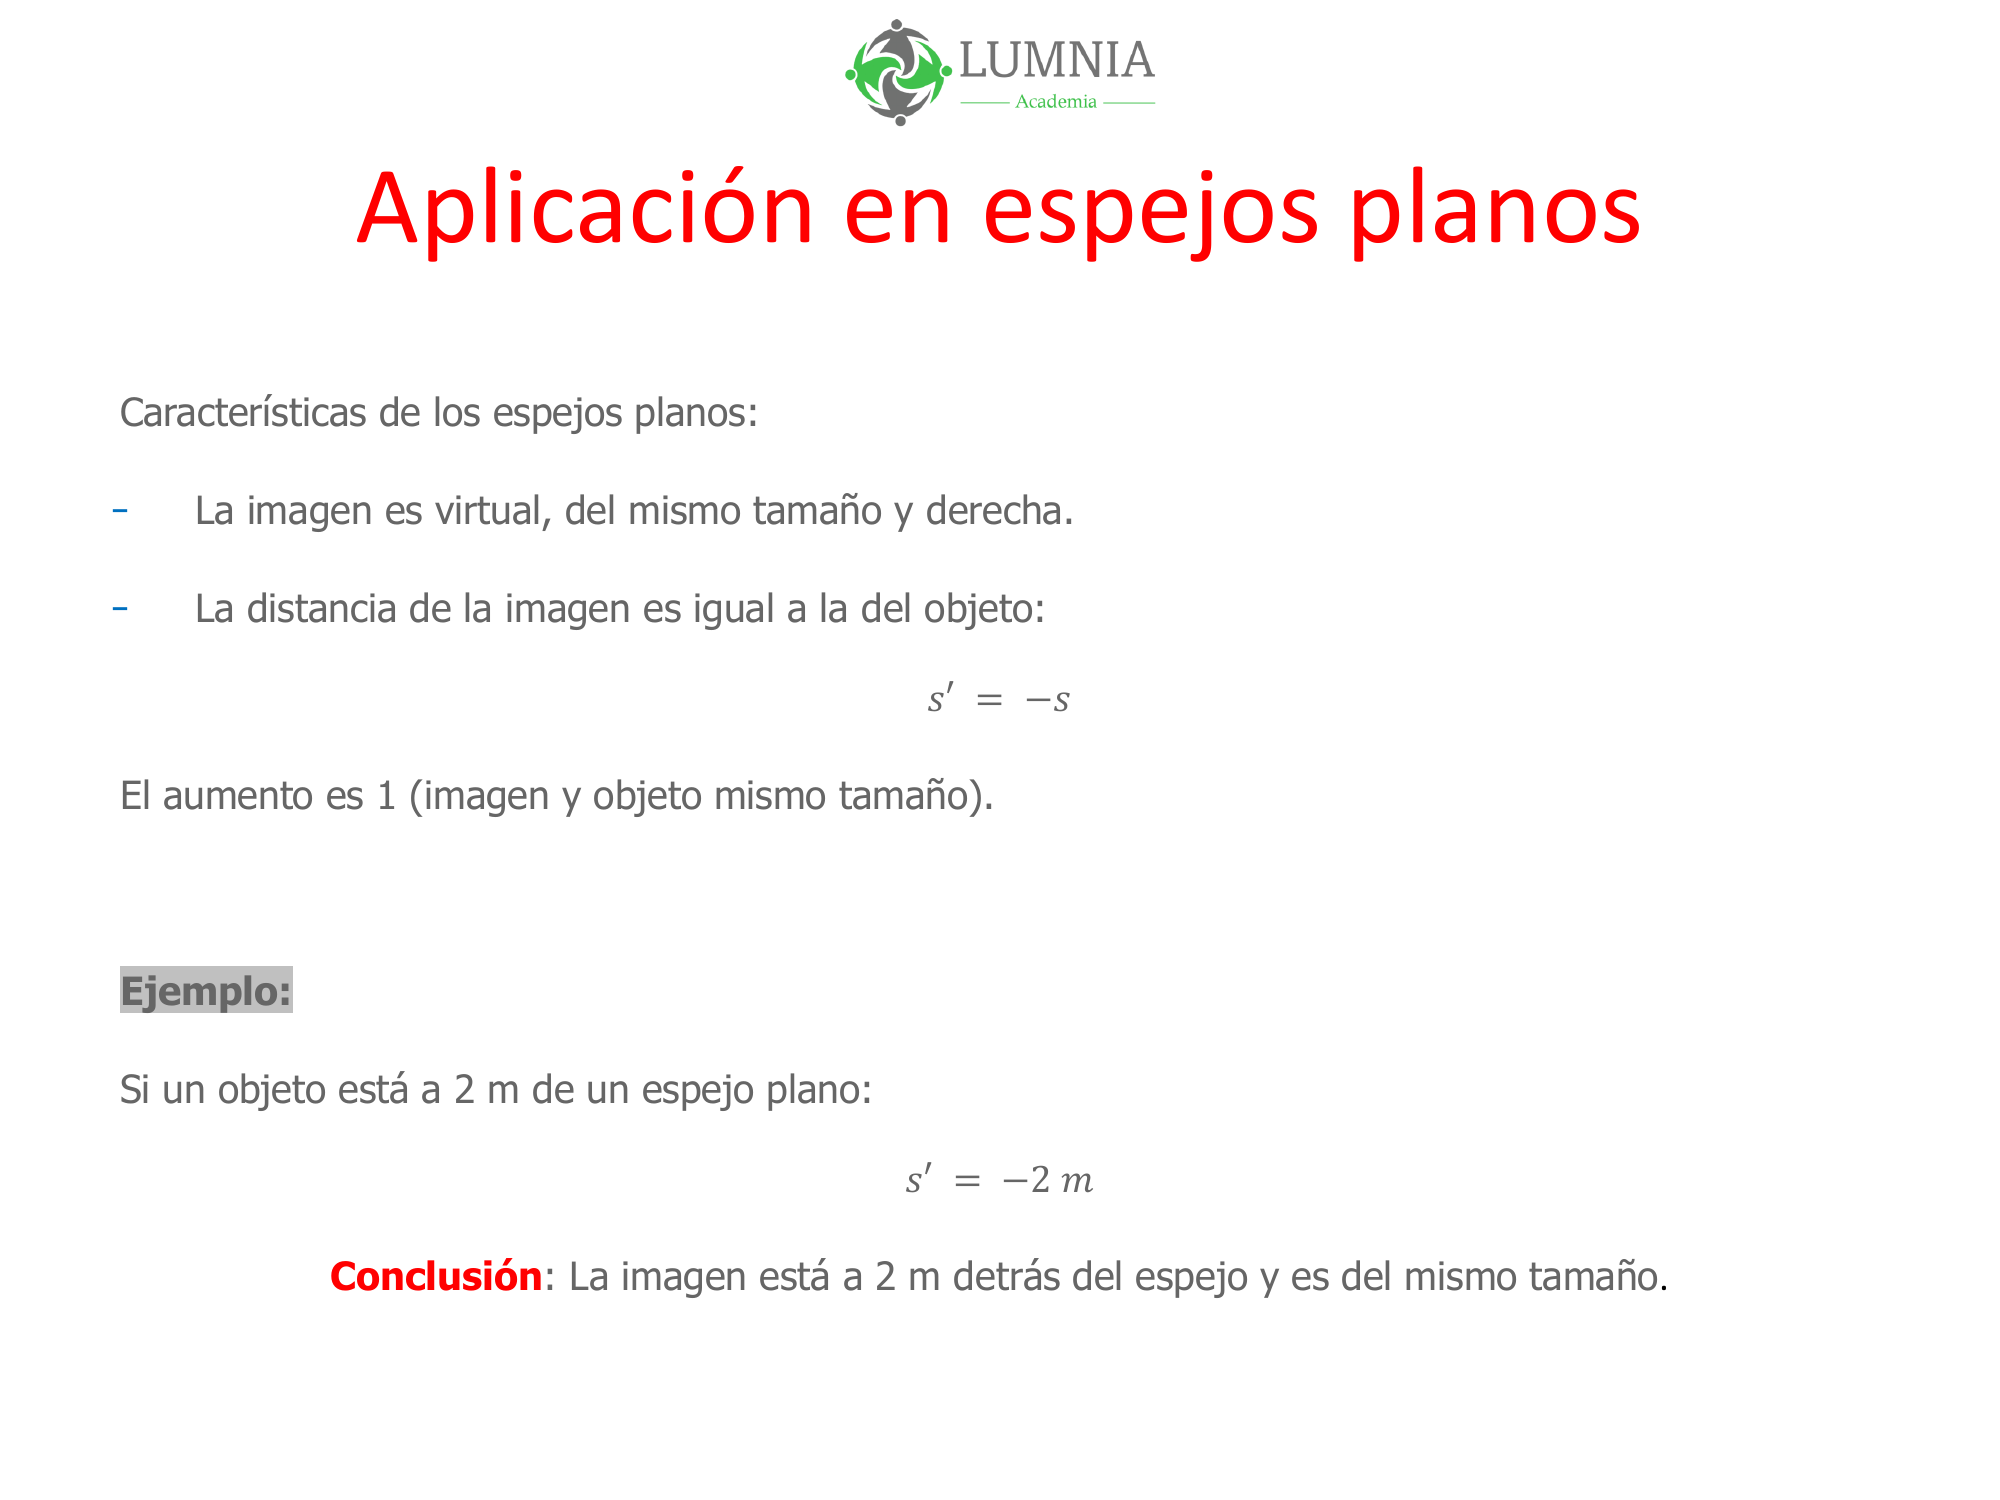 LUMNIA
Academia
Aplicación en espejos planos
Características de los espejos planos:
- La imagen es virtual, del mismo tamaño y derecha.
- La distancia de la imagen es igual a la del objeto:
s′ = −s
El aumento es 1 (imagen y objeto mismo tamaño).
Ejemplo:
Si un objeto está a 2 m de un espejo plano:
s′ = −2 m
Conclusión: La imagen está a 2 m detrás del espejo y es del mismo tamaño.